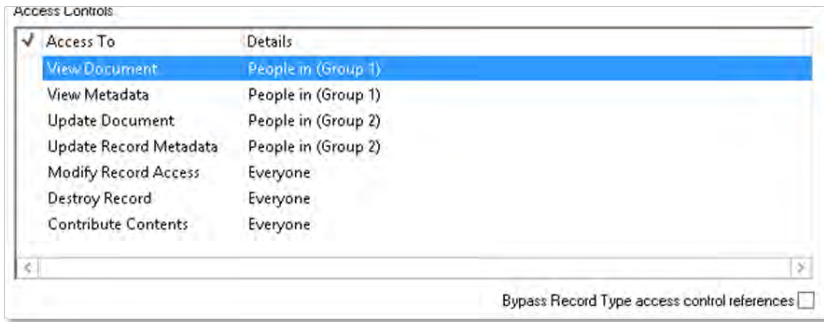 Access Controls
✓ Access To Details
View Document People in (Group 1)
View Metadata People in (Group 1)
Update Document People in (Group 2)
Update Record Metadata People in (Group 2)
Modify Record Access Everyone
Destroy Record Everyone
Contribute Contents Everyone
Bypass Record Type access control references